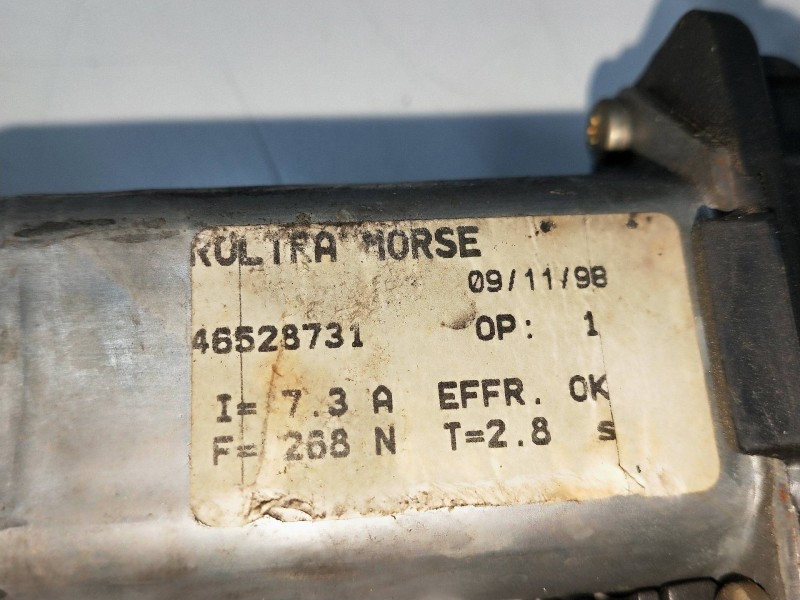 ROLTRA MORSE
09/11/98
46528731 OP: 1
I= 7.3 A EFFR. OK
F= 268 N T=2.8 s